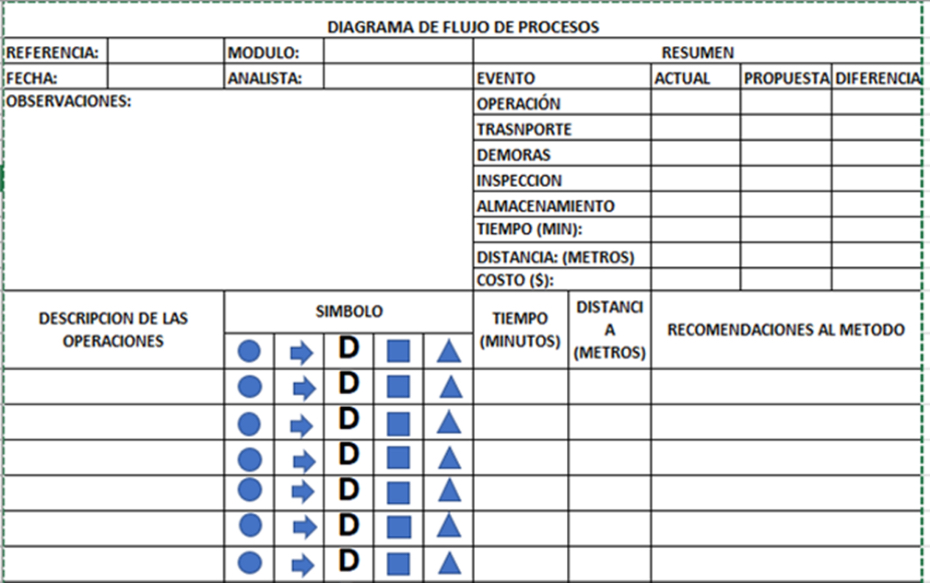 DIAGRAMA DE FLUJO DE PROCESOS
REFERENCIA: MODULO: RESUMEN
FECHA: ANALISTA: EVENTO ACTUAL PROPUESTA DIFERENCIA
OBSERVACIONES: OPERACIÓN
TRASNPORTE
DEMORAS
INSPECCION
ALMACENAMIENTO
TIEMPO (MIN):
DISTANCIA: (METROS)
COSTO ($):
DESCRIPCION DE LAS
OPERACIONES
SIMBOLO
TIEMPO
(MINUTOS)
DISTANCI
A
(METROS)
RECOMENDACIONES AL METODO
D
D
D
D
D
D
D